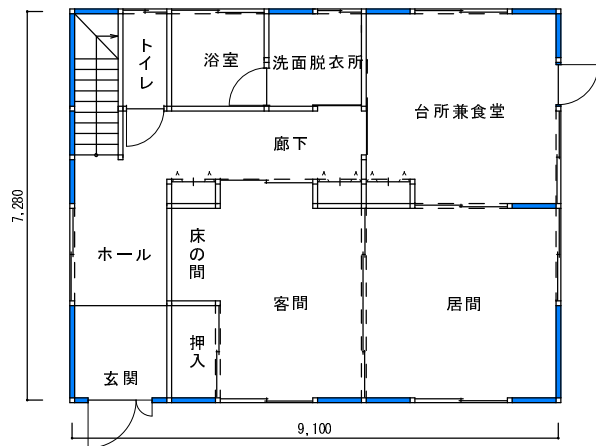 トイレ
浴室
洗面脱衣所
台所兼食堂
廊下
7,280
ホール
床の間
客間
居間
押入
玄関
9,100